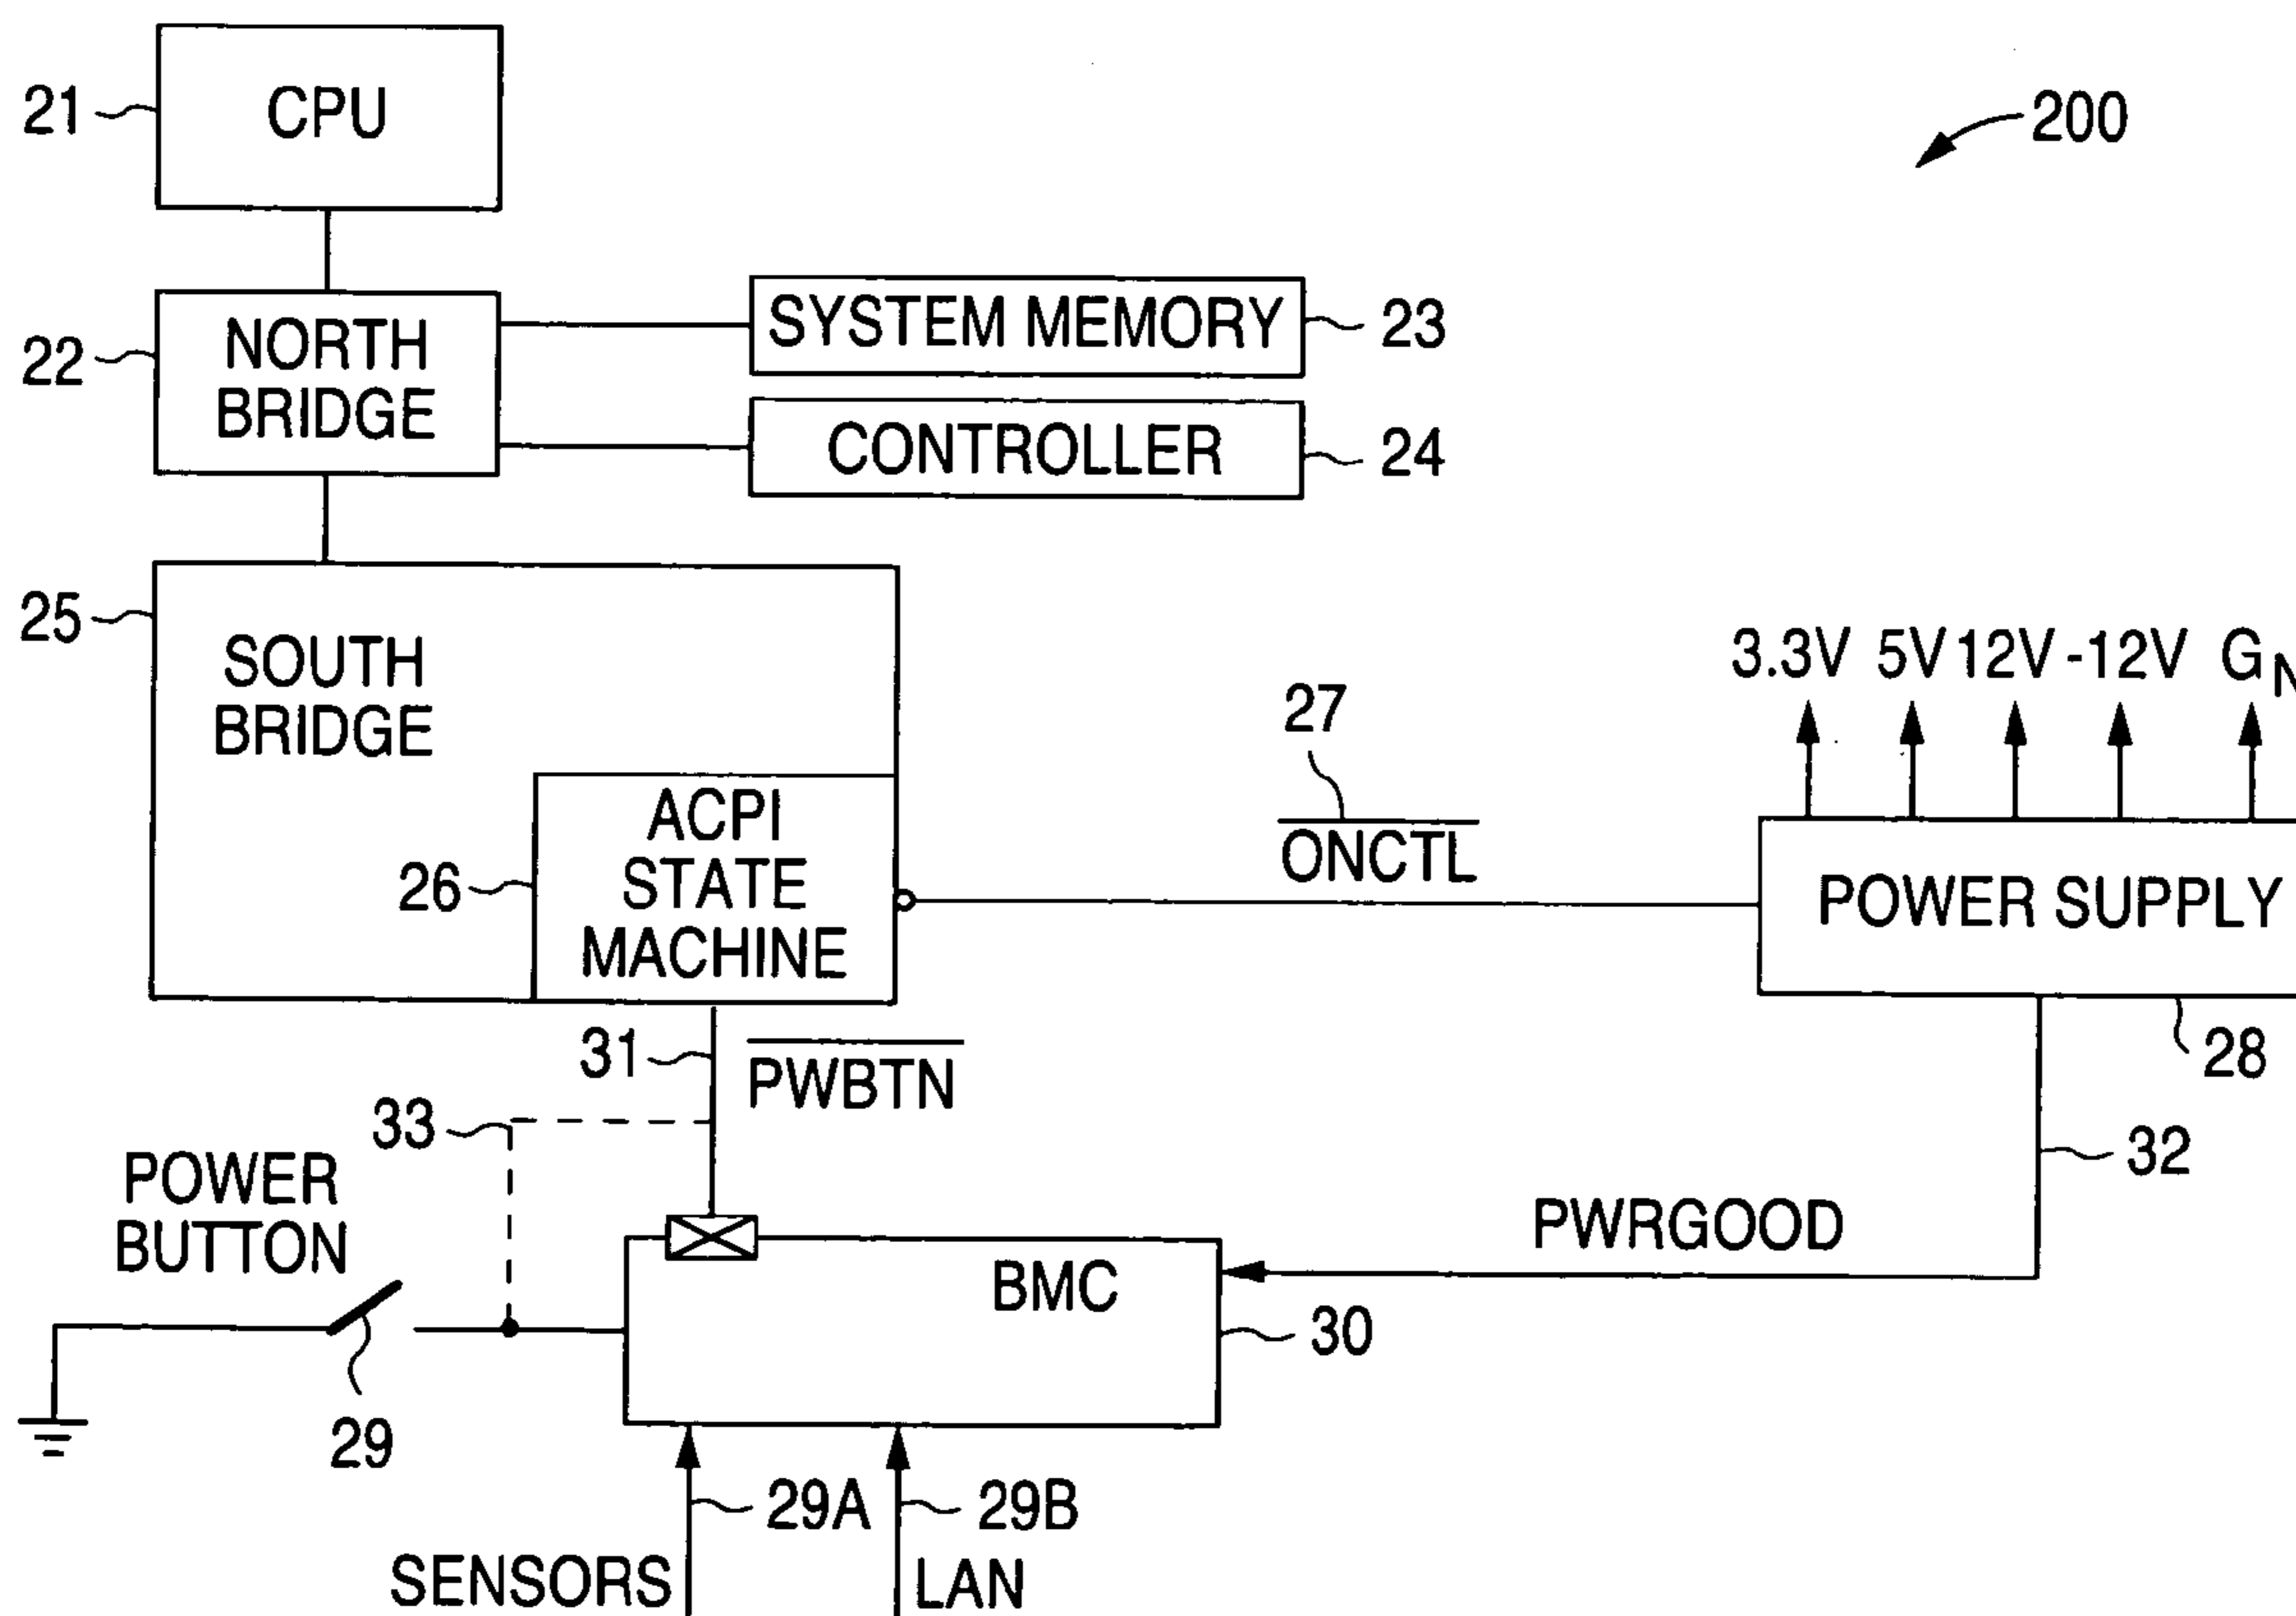 21
CPU
200
22
NORTH
BRIDGE
SYSTEM MEMORY
23
CONTROLLER
24
25
SOUTH
BRIDGE
3.3V 5V 12V -12V G
27
ONCTL
26
ACPI
STATE
MACHINE
POWER SUPPLY
28
31
PWBTN
33
POWER
BUTTON
32
PWRGOOD
BMC
30
29
29A
29B
SENSORS
LAN